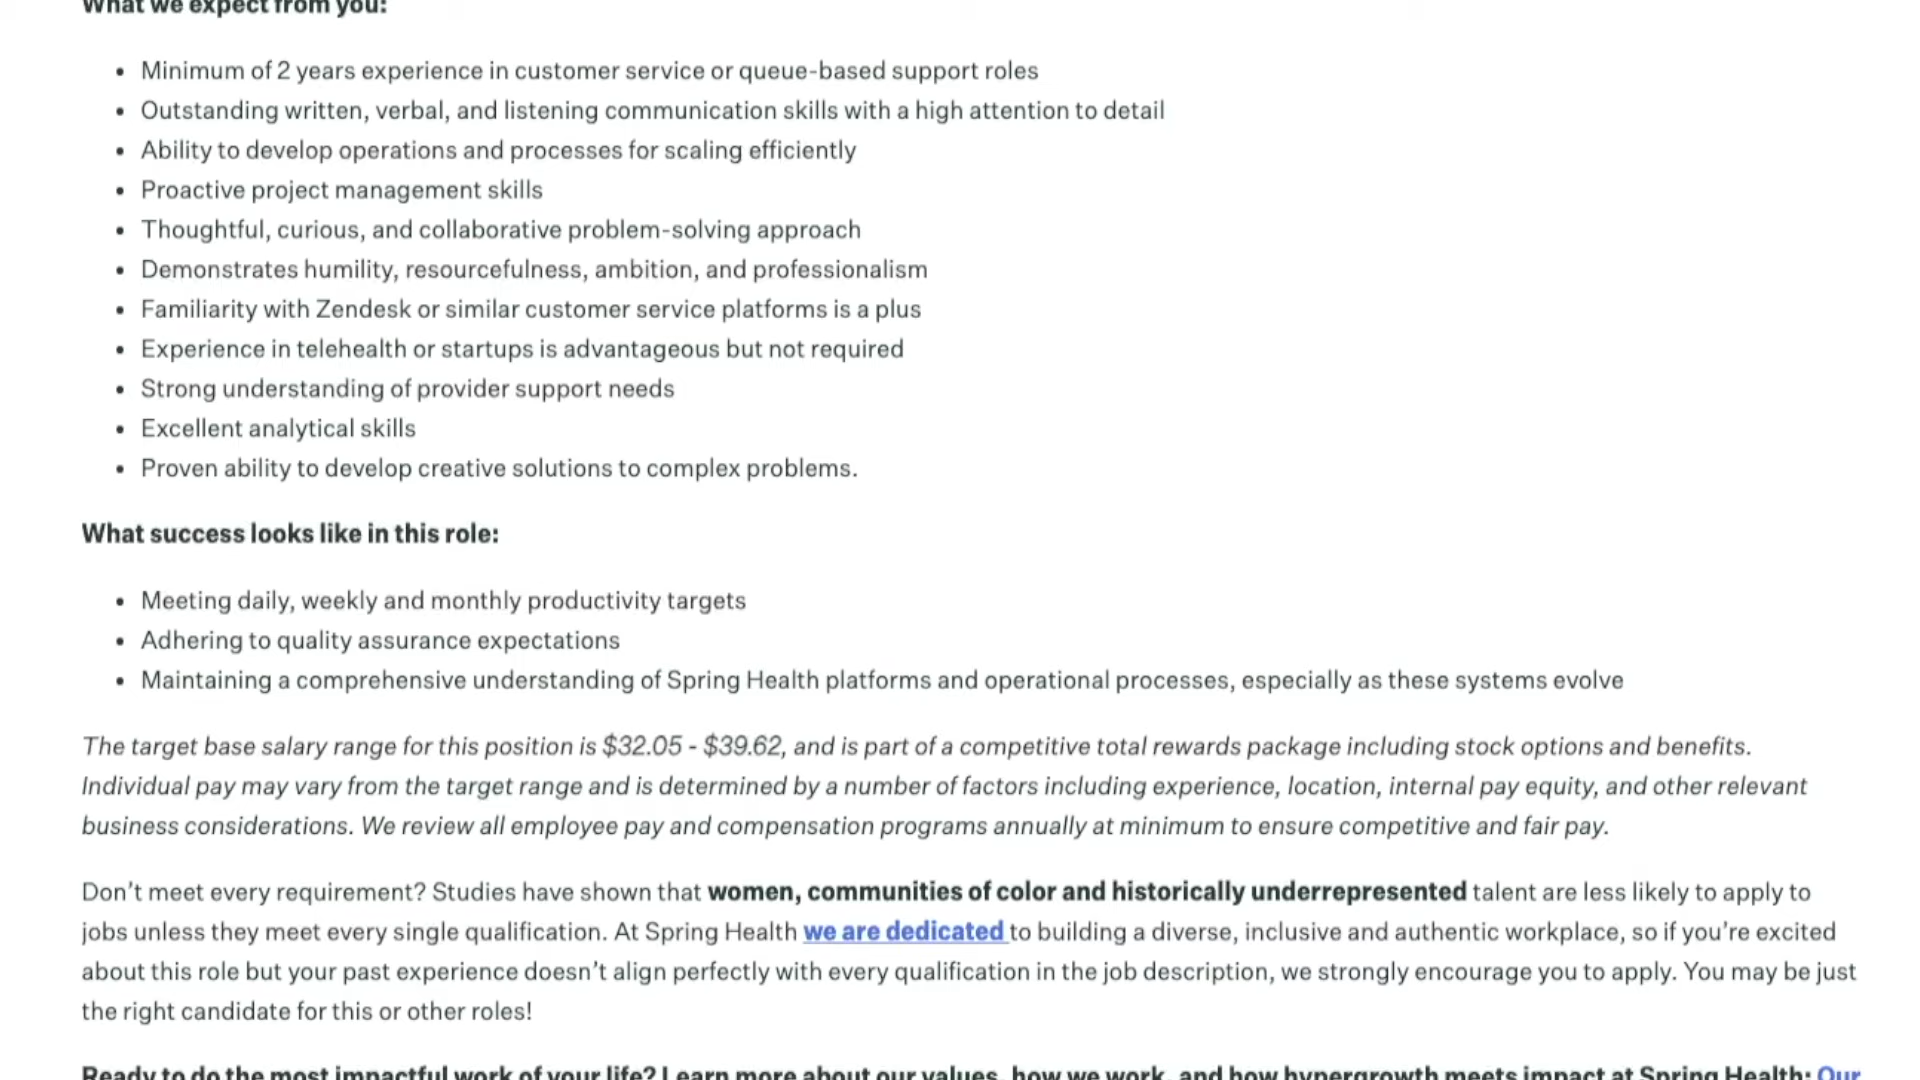 What we expect from you:
• Minimum of 2 years experience in customer service or queue-based support roles
• Outstanding written, verbal, and listening communication skills with a high attention to detail
• Ability to develop operations and processes for scaling efficiently
• Proactive project management skills
• Thoughtful, curious, and collaborative problem-solving approach
• Demonstrates humility, resourcefulness, ambition, and professionalism
• Familiarity with Zendesk or similar customer service platforms is a plus
• Experience in telehealth or startups is advantageous but not required
• Strong understanding of provider support needs
• Excellent analytical skills
• Proven ability to develop creative solutions to complex problems.
What success looks like in this role:
• Meeting daily, weekly and monthly productivity targets
• Adhering to quality assurance expectations
• Maintaining a comprehensive understanding of Spring Health platforms and operational processes, especially as these systems evolve
The target base salary range for this position is $32.05 - $39.62, and is part of a competitive total rewards package including stock options and benefits.
Individual pay may vary from the target range and is determined by a number of factors including experience, location, internal pay equity, and other relevant
business considerations. We review all employee pay and compensation programs annually at minimum to ensure competitive and fair pay.
Don’t meet every requirement? Studies have shown that women, communities of color and historically underrepresented talent are less likely to apply to
jobs unless they meet every single qualification. At Spring Health we are dedicated to building a diverse, inclusive and authentic workplace, so if you’re excited
about this role but your past experience doesn’t align perfectly with every qualification in the job description, we strongly encourage you to apply. You may be just
the right candidate for this or other roles!
Ready to do the most impactful work of your life? Learn more about our values, how we work, and how hypergrowth meets impact at Spring Health: Our